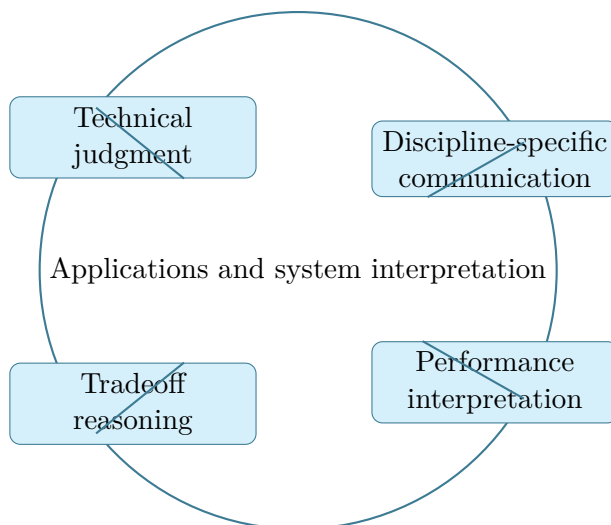 Technical
judgment
Discipline-specific
communication
Applications and system interpretation
Tradeoff
reasoning
Performance
interpretation